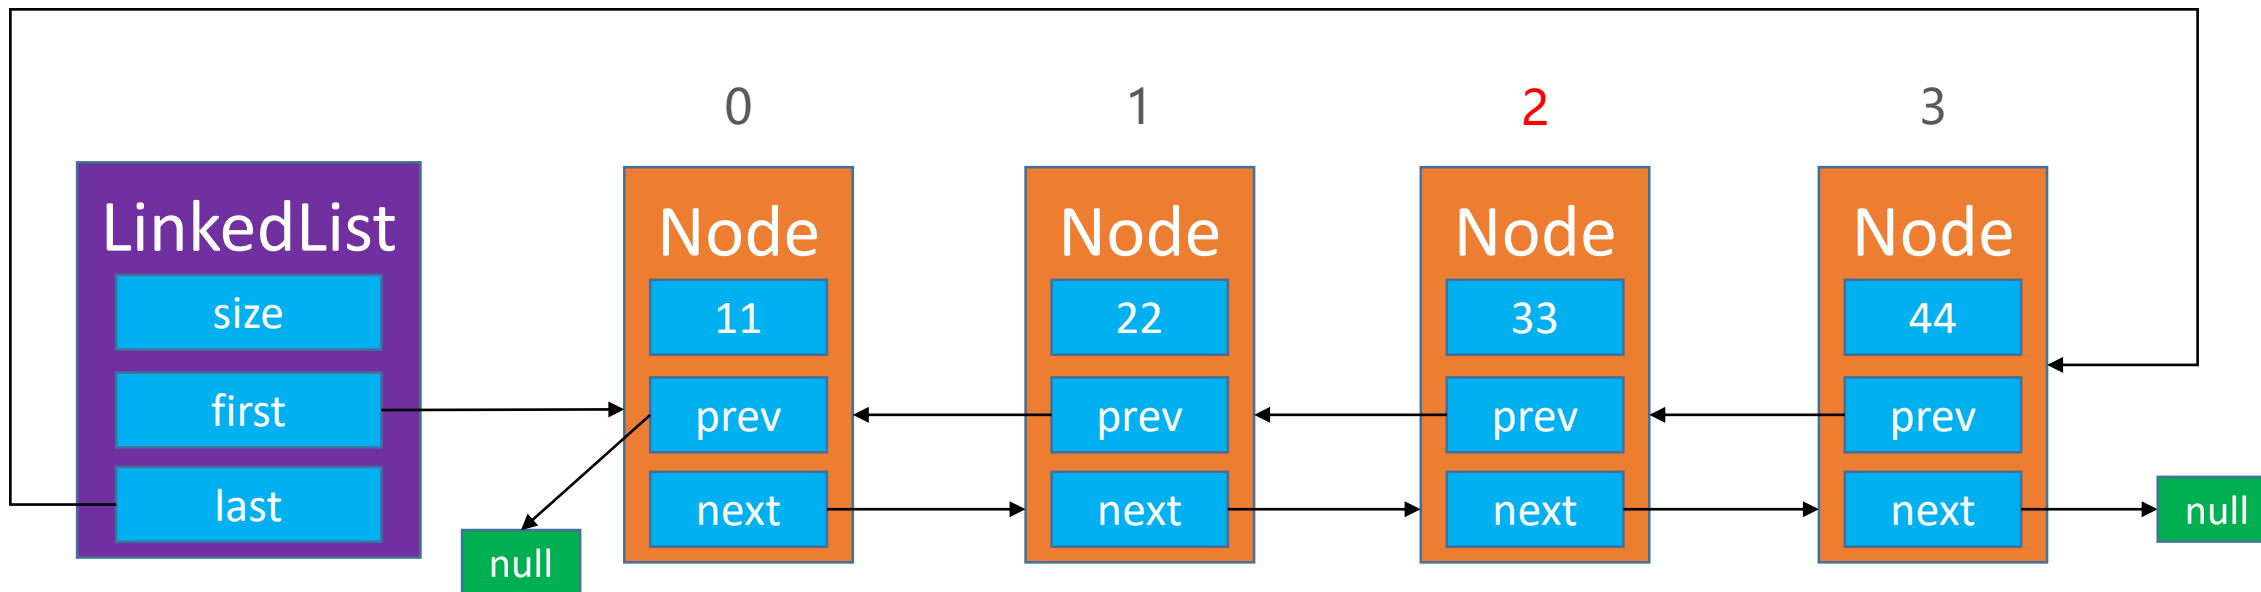 0 1 2 3
LinkedList
size
first
last
null
Node
11
prev
next
Node
22
prev
next
Node
33
prev
next
Node
44
prev
next
null